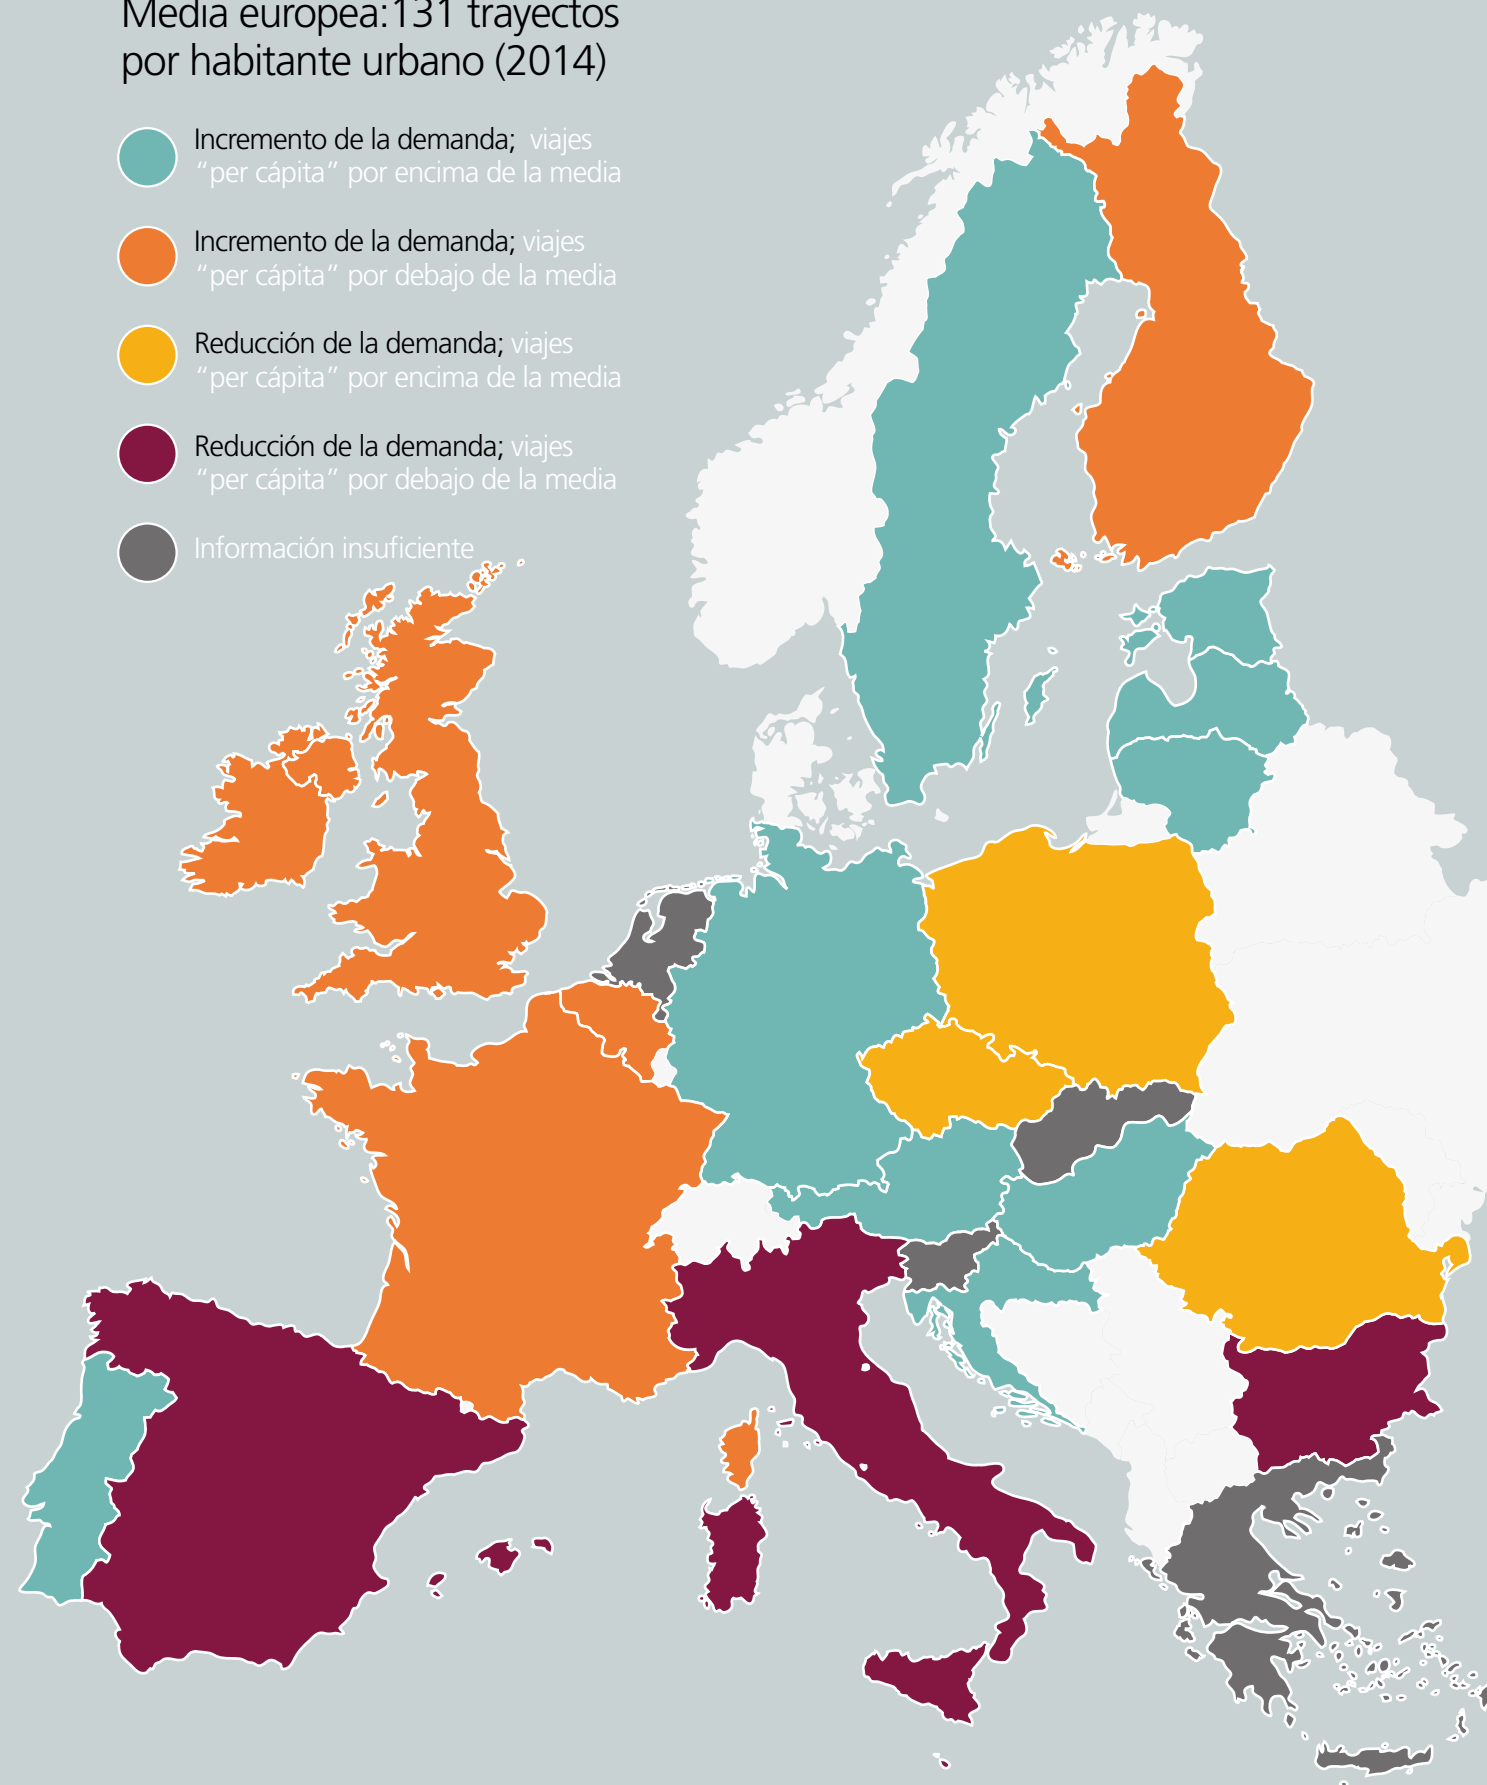 Media europea:131 trayectos
por habitante urbano (2014)
Incremento de la demanda; viajes
“per cápita” por encima de la media
Incremento de la demanda; viajes
“per cápita” por debajo de la media
Reducción de la demanda; viajes
“per cápita” por encima de la media
Reducción de la demanda; viajes
“per cápita” por debajo de la media
Información insuficiente